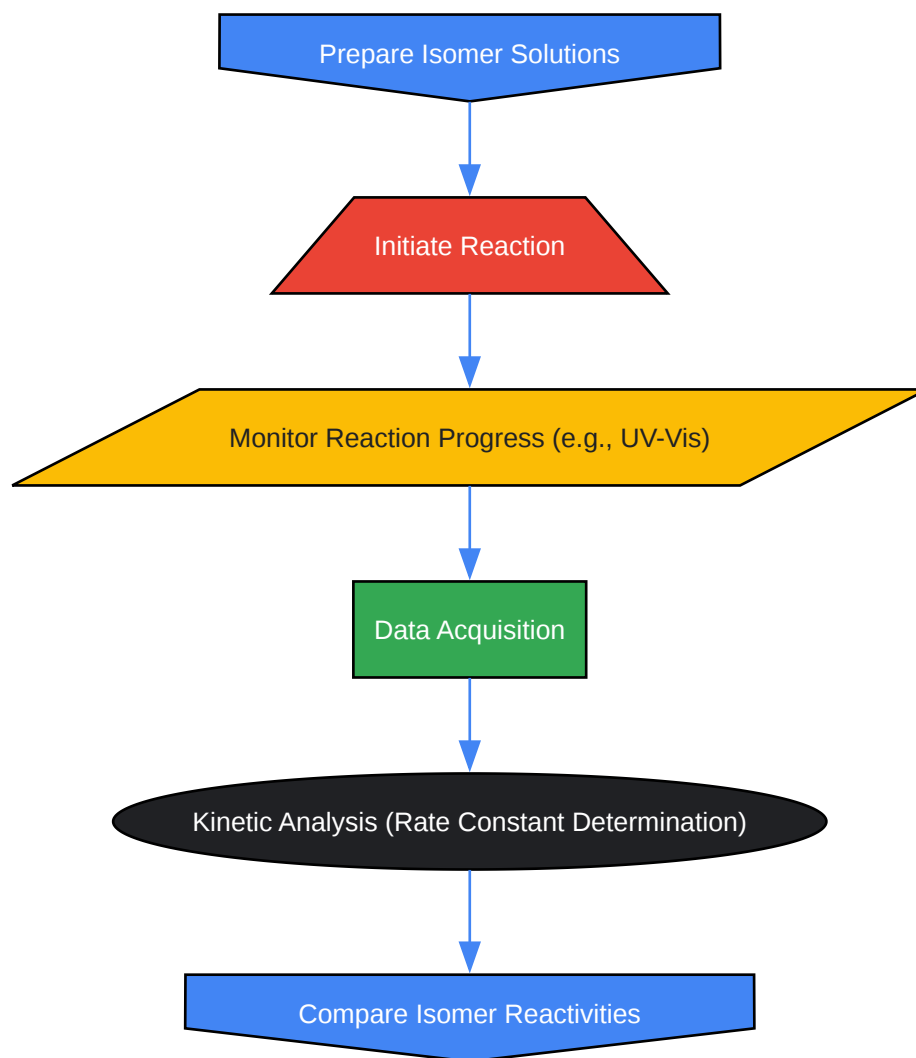 Prepare Isomer Solutions
Initiate Reaction
Monitor Reaction Progress (e.g., UV-Vis)
Data Acquisition
Kinetic Analysis (Rate Constant Determination)
Compare Isomer Reactivities